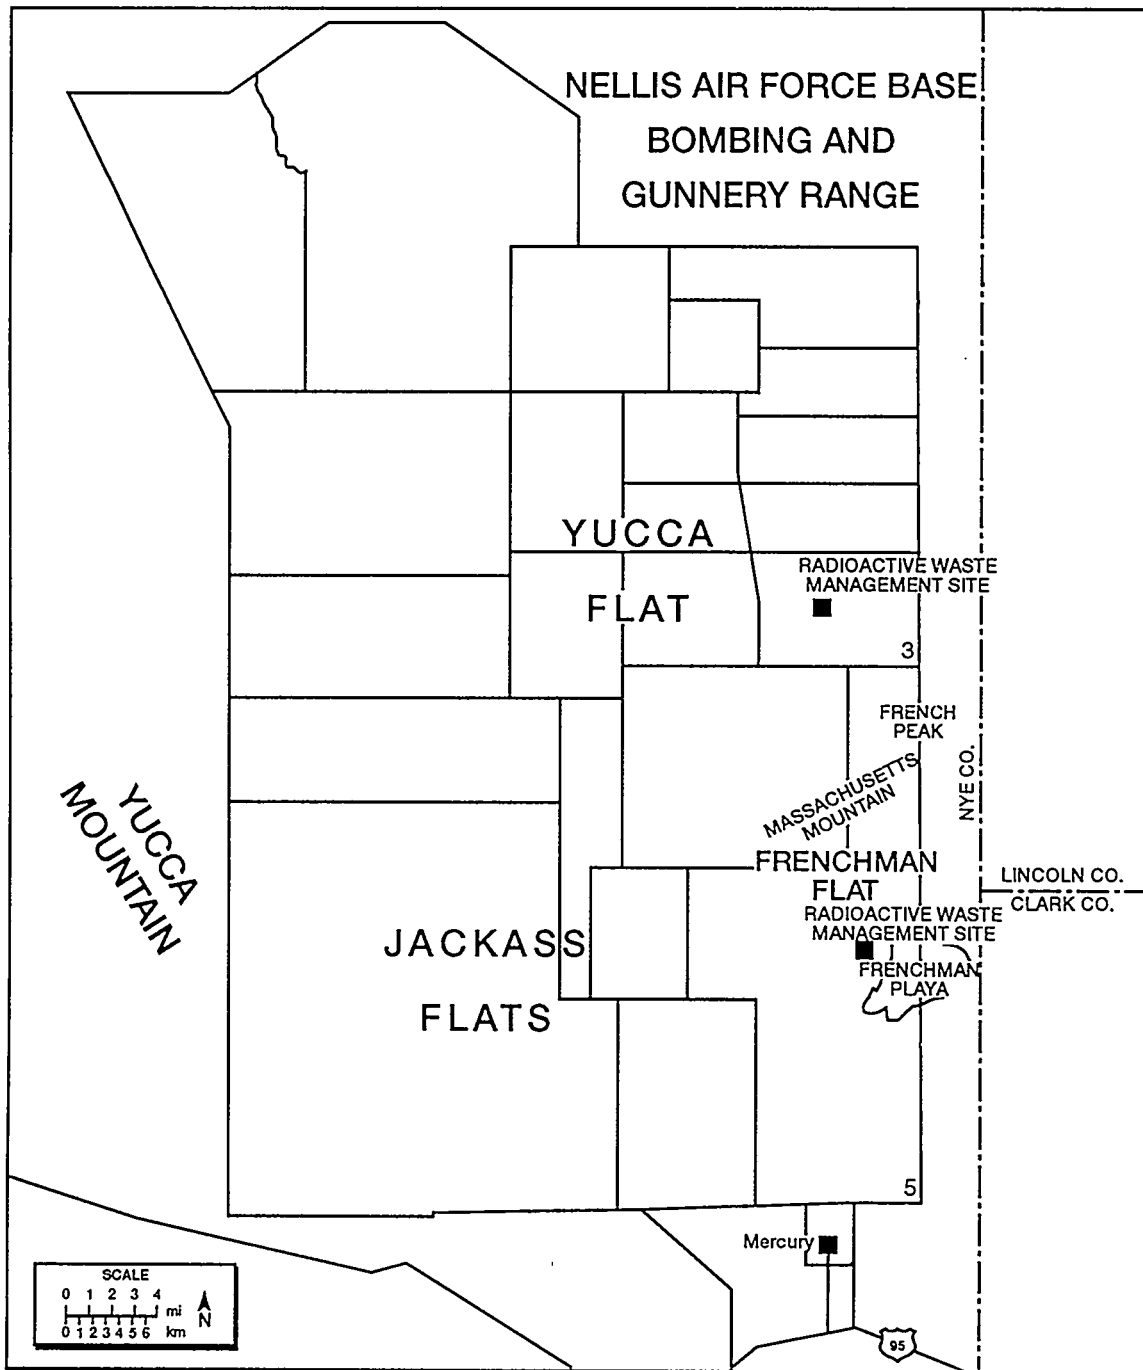 NELLIS AIR FORCE BASE
BOMBING AND
GUNNERY RANGE
YUCCA
FLAT
RADIOACTIVE WASTE
MANAGEMENT SITE
3
FRENCH
PEAK
MASSACHUSETTS
MOUNTAIN
NYE CO.
YUCCA
MOUNTAIN
FRENCHMAN
FLAT
LINCOLN CO.
CLARK CO.
RADIOACTIVE WASTE
MANAGEMENT SITE
FRENCHMAN
PLAYA
JACKASS
FLATS
5
Mercury
SCALE
0 1 2 3 4
mi
0 1 2 3 4 5 6 km
N
95